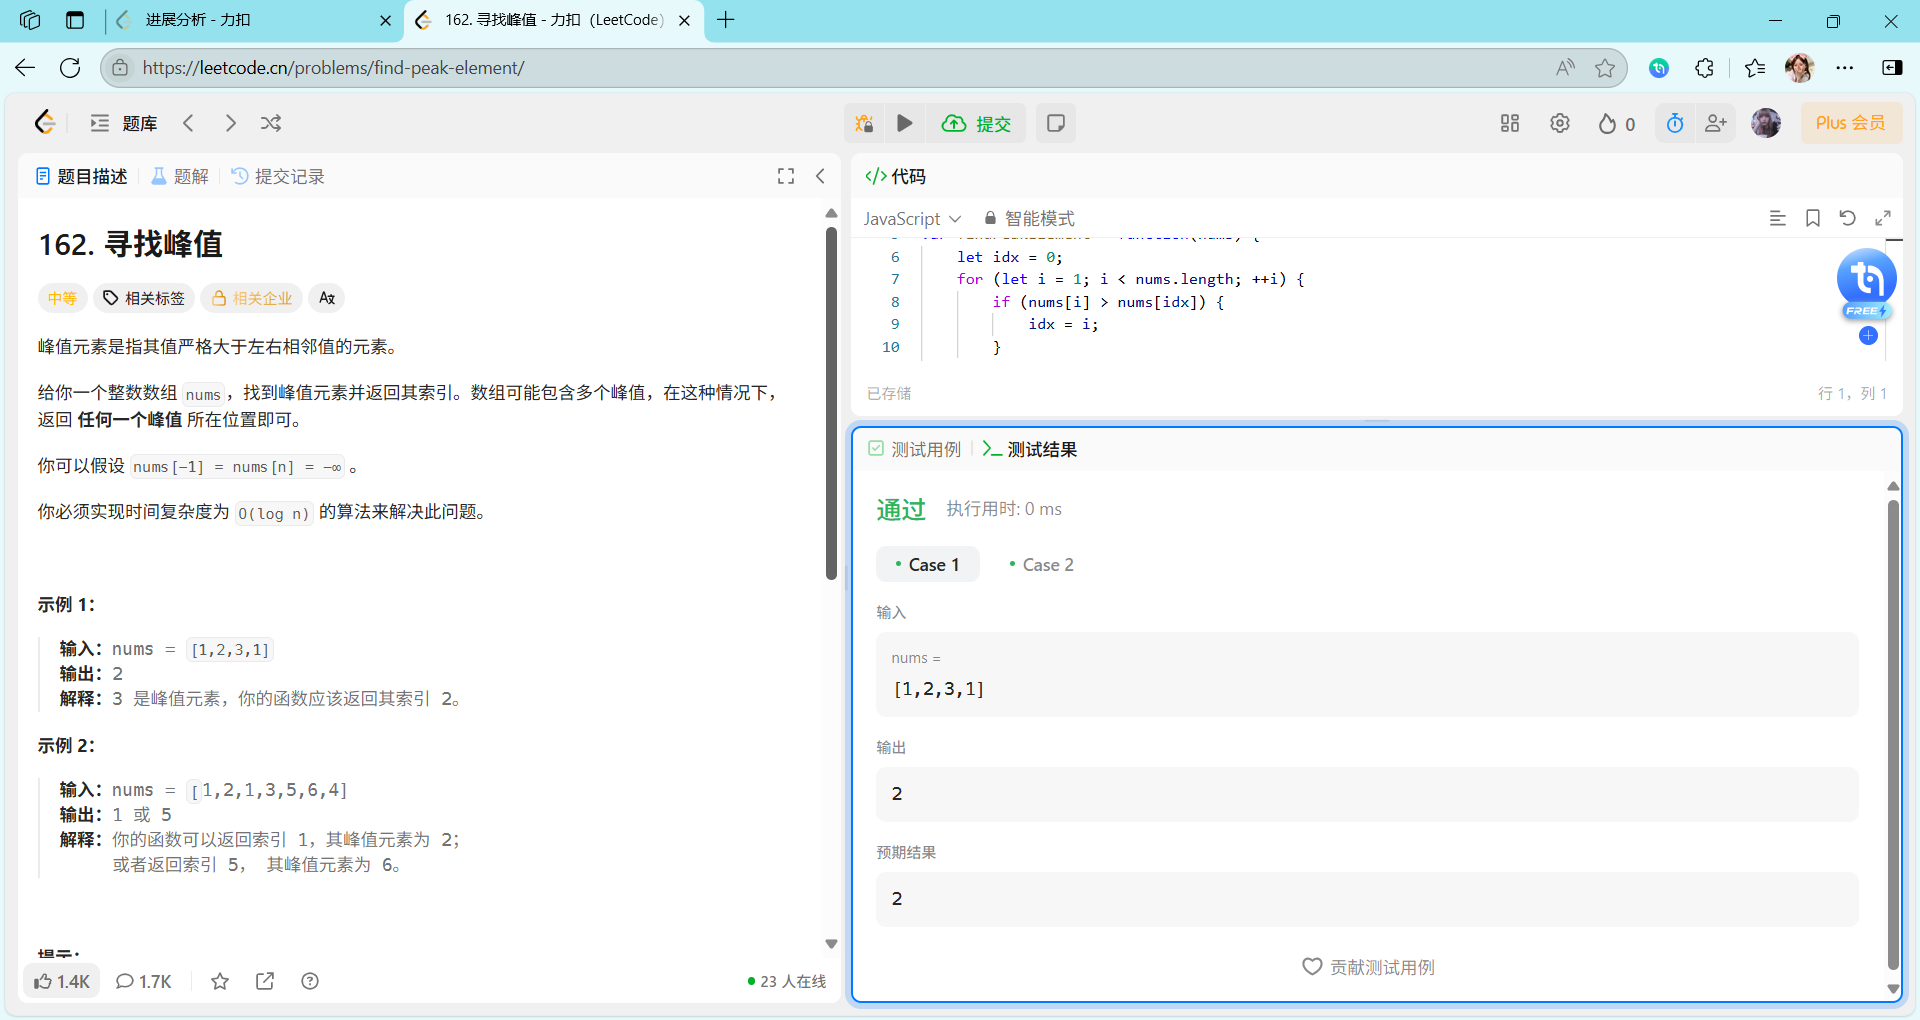 进展分析 - 力扣
162. 寻找峰值 - 力扣（LeetCode）
https://leetcode.cn/problems/find-peak-element/
题库
提交
0
Plus 会员
题目描述
题解
提交记录
162. 寻找峰值
中等
相关标签
相关企业
峰值元素是指其值严格大于左右相邻值的元素。
给你一个整数数组 nums，找到峰值元素并返回其索引。数组可能包含多个峰值，在这种情况下，
返回 任何一个峰值 所在位置即可。
你可以假设 nums[-1] = nums[n] = -∞ 。
你必须实现时间复杂度为 O(log n) 的算法来解决此问题。
示例 1：
输入：nums = [1,2,3,1]
输出：2
解释：3 是峰值元素，你的函数应该返回其索引 2。
示例 2：
输入：nums = [1,2,1,3,5,6,4]
输出：1 或 5
解释：你的函数可以返回索引 1，其峰值元素为 2；
或者返回索引 5， 其峰值元素为 6。
提示：
1.4K
1.7K
23 人在线
</> 代码
JavaScript
智能模式
6 let idx = 0;
7 for (let i = 1; i < nums.length; ++i) {
8 if (nums[i] > nums[idx]) {
9 idx = i;
10 }
FREE
已存储
行 1，列 1
测试用例
测试结果
通过
执行用时: 0 ms
Case 1
Case 2
输入
nums =
[1,2,3,1]
输出
2
预期结果
2
贡献测试用例